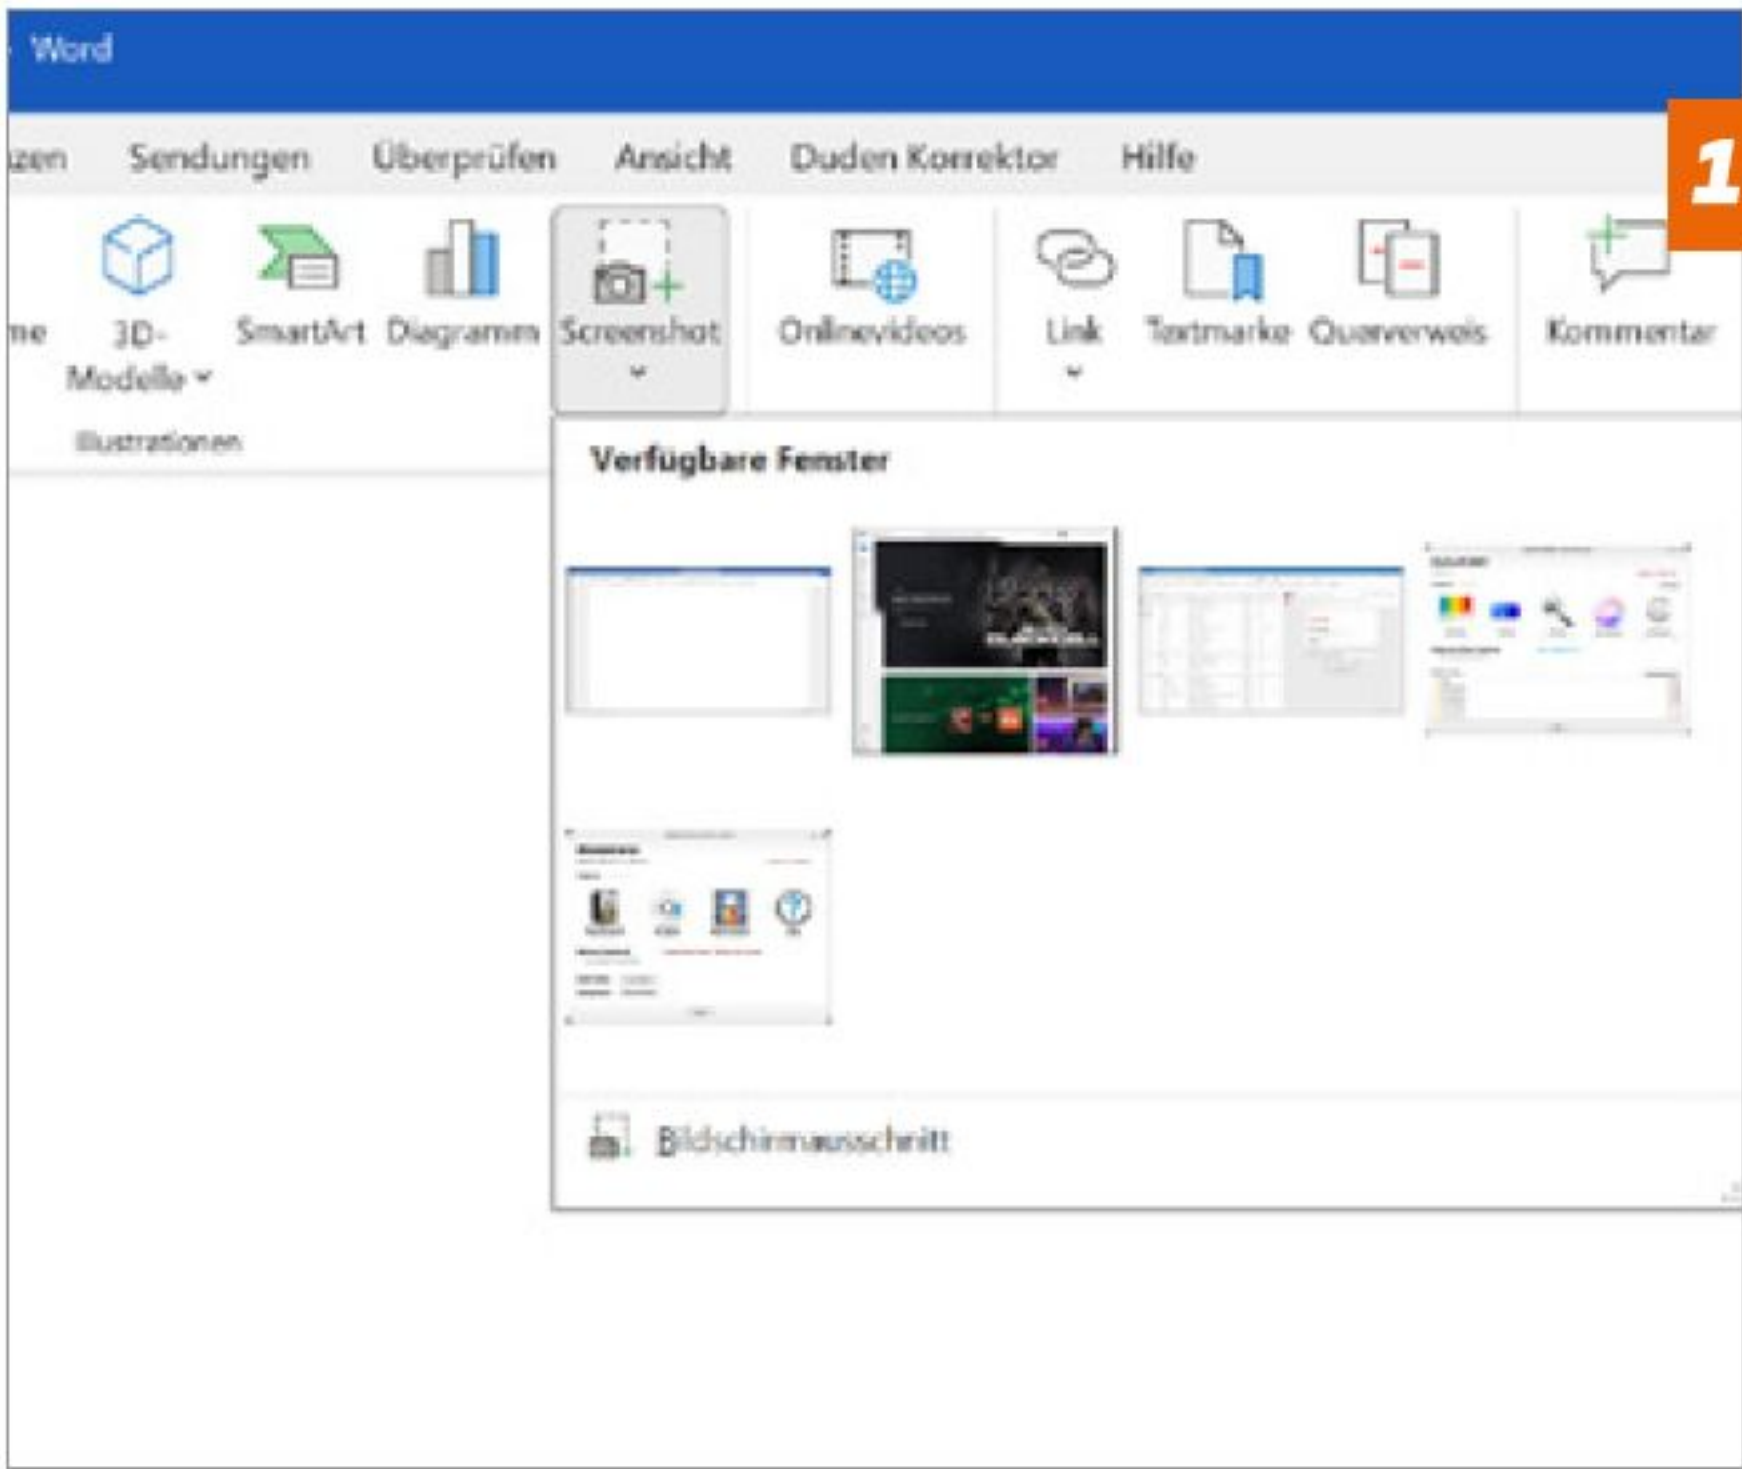 Word
1
zen Sendungen Überprüfen Ansicht Duden Korrektor Hilfe
me 3D- SmartArt Diagramm Screenshot Onlinevideos Link Textmarke Querverweis Kommentar
Modelle
Illustrationen
Verfügbare Fenster
Bildschirmausschnitt